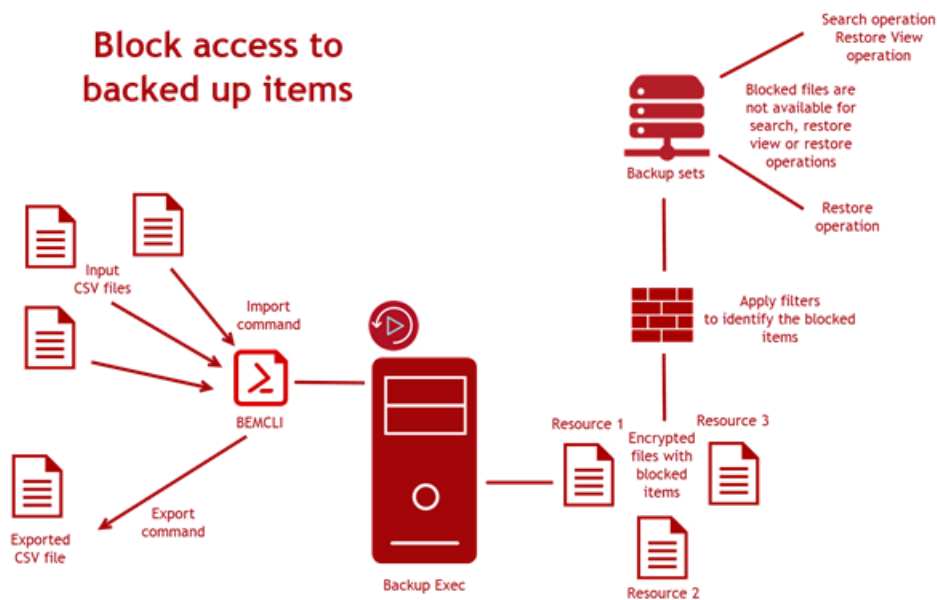 Block access to
backed up items
Search operation
Restore View
operation
Blocked files are
not available for
search, restore
view or restore
operations
Backup sets
Restore
operation
Input
CSV files
Import
command
Apply filters
to identify the blocked
items
BEMCLI
Resource 1
Resource 3
Encrypted
files with
blocked
items
Export
command
Exported
CSV file
Backup Exec
Resource 2